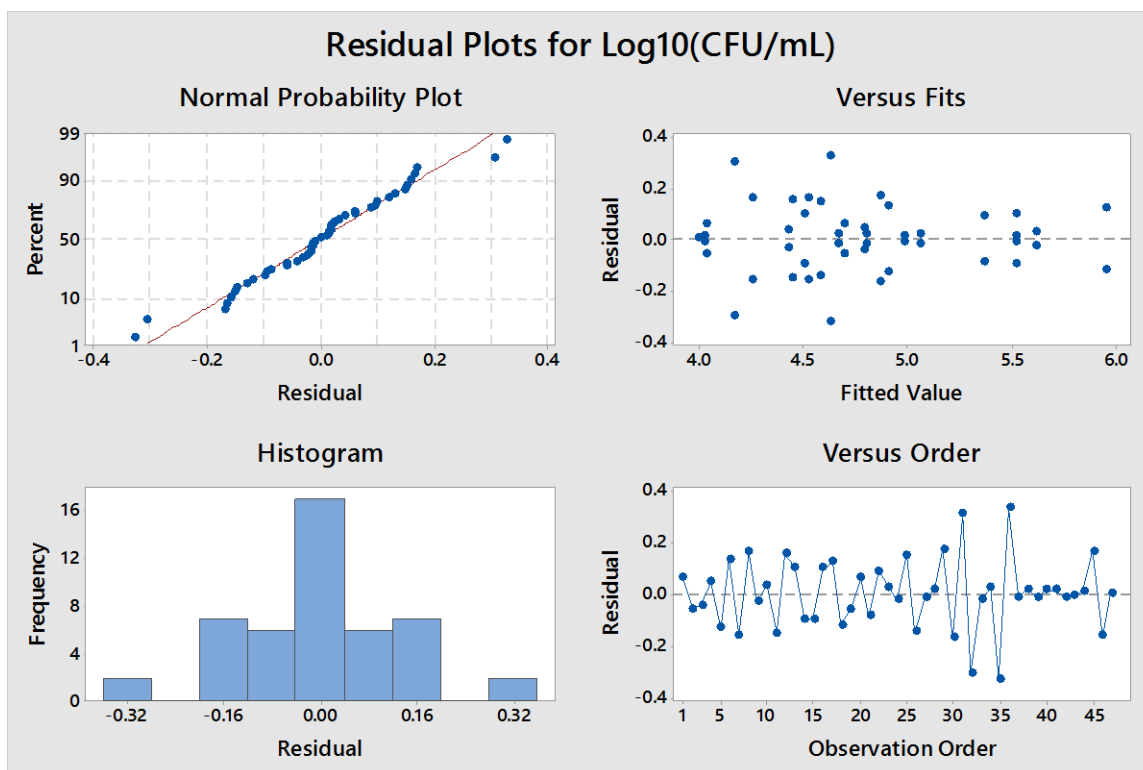 Residual Plots for Log10(CFU/mL)
Normal Probability Plot
99
90
50
10
1
Percent
-0.4 -0.2 0.0 0.2 0.4
Residual
Versus Fits
0.4
0.2
0.0
-0.2
-0.4
Residual
4.0 4.5 5.0 5.5 6.0
Fitted Value
Histogram
16
12
8
4
0
Frequency
-0.32 -0.16 0.00 0.16 0.32
Residual
Versus Order
0.4
0.2
0.0
-0.2
-0.4
Residual
1 5 10 15 20 25 30 35 40 45
Observation Order